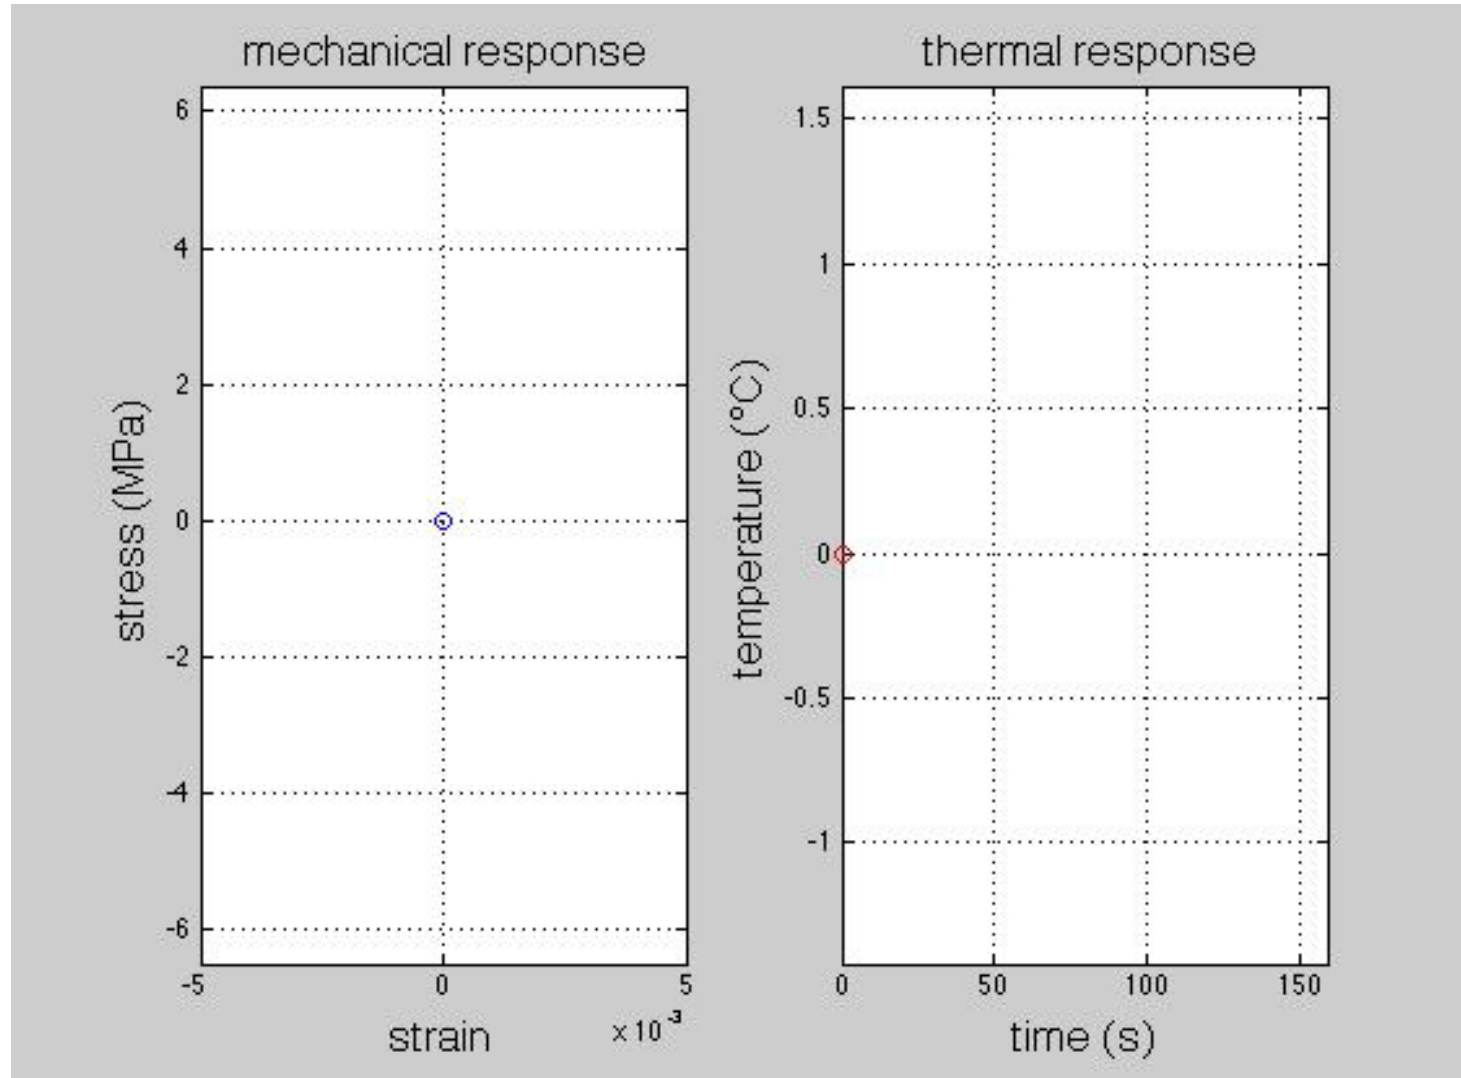 mechanical response
6
4
2
0
-2
-4
-6
stress (MPa)
-5
0
5
x 10⁻³
strain
thermal response
1.5
1
0.5
0
-0.5
-1
temperature (°C)
0
50
100
150
time (s)